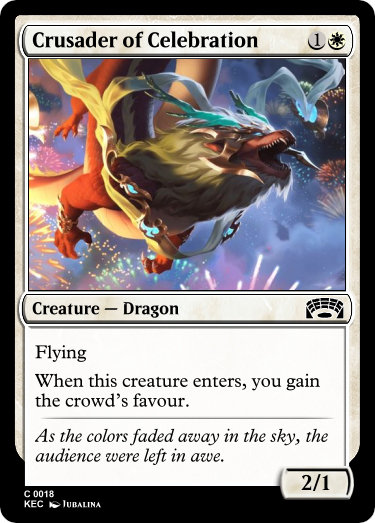 Crusader of Celebration 1
Creature — Dragon
Flying
When this creature enters, you gain
the crowd's favour.
As the colors faded away in the sky, the
audience were left in awe.
2/1
C 0018
KEC JUBALINA